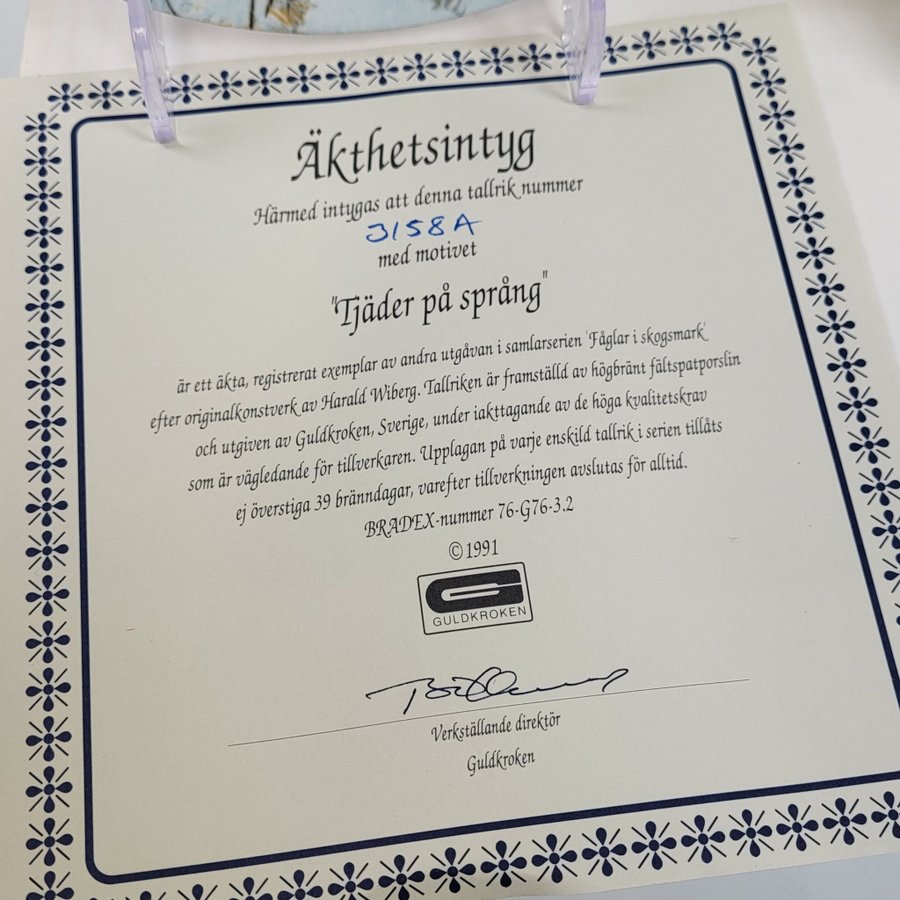 Äkthetsintyg
Härmed intygas att denna tallrik nummer
3158A
med motivet
"Tjäder på språng"
är ett äkta, registrerat exemplar av andra utgåvan i samlarserien 'Fåglar i skogsmark'
efter originalkonstverk av Harald Wiberg. Tallriken är framställd av högbränt fältspatporslin
och utgiven av Guldkroken, Sverige, under iakttagande av de höga kvalitetskrav
som är vägledande för tillverkaren. Upplagan på varje enskild tallrik i serien tillåts
ej överstiga 39 bränndagar, varefter tillverkningen avslutas för alltid.
BRADEX-nummer 76-G76-3.2
© 1991
GULDKROKEN
Verkställande direktör
Guldkroken